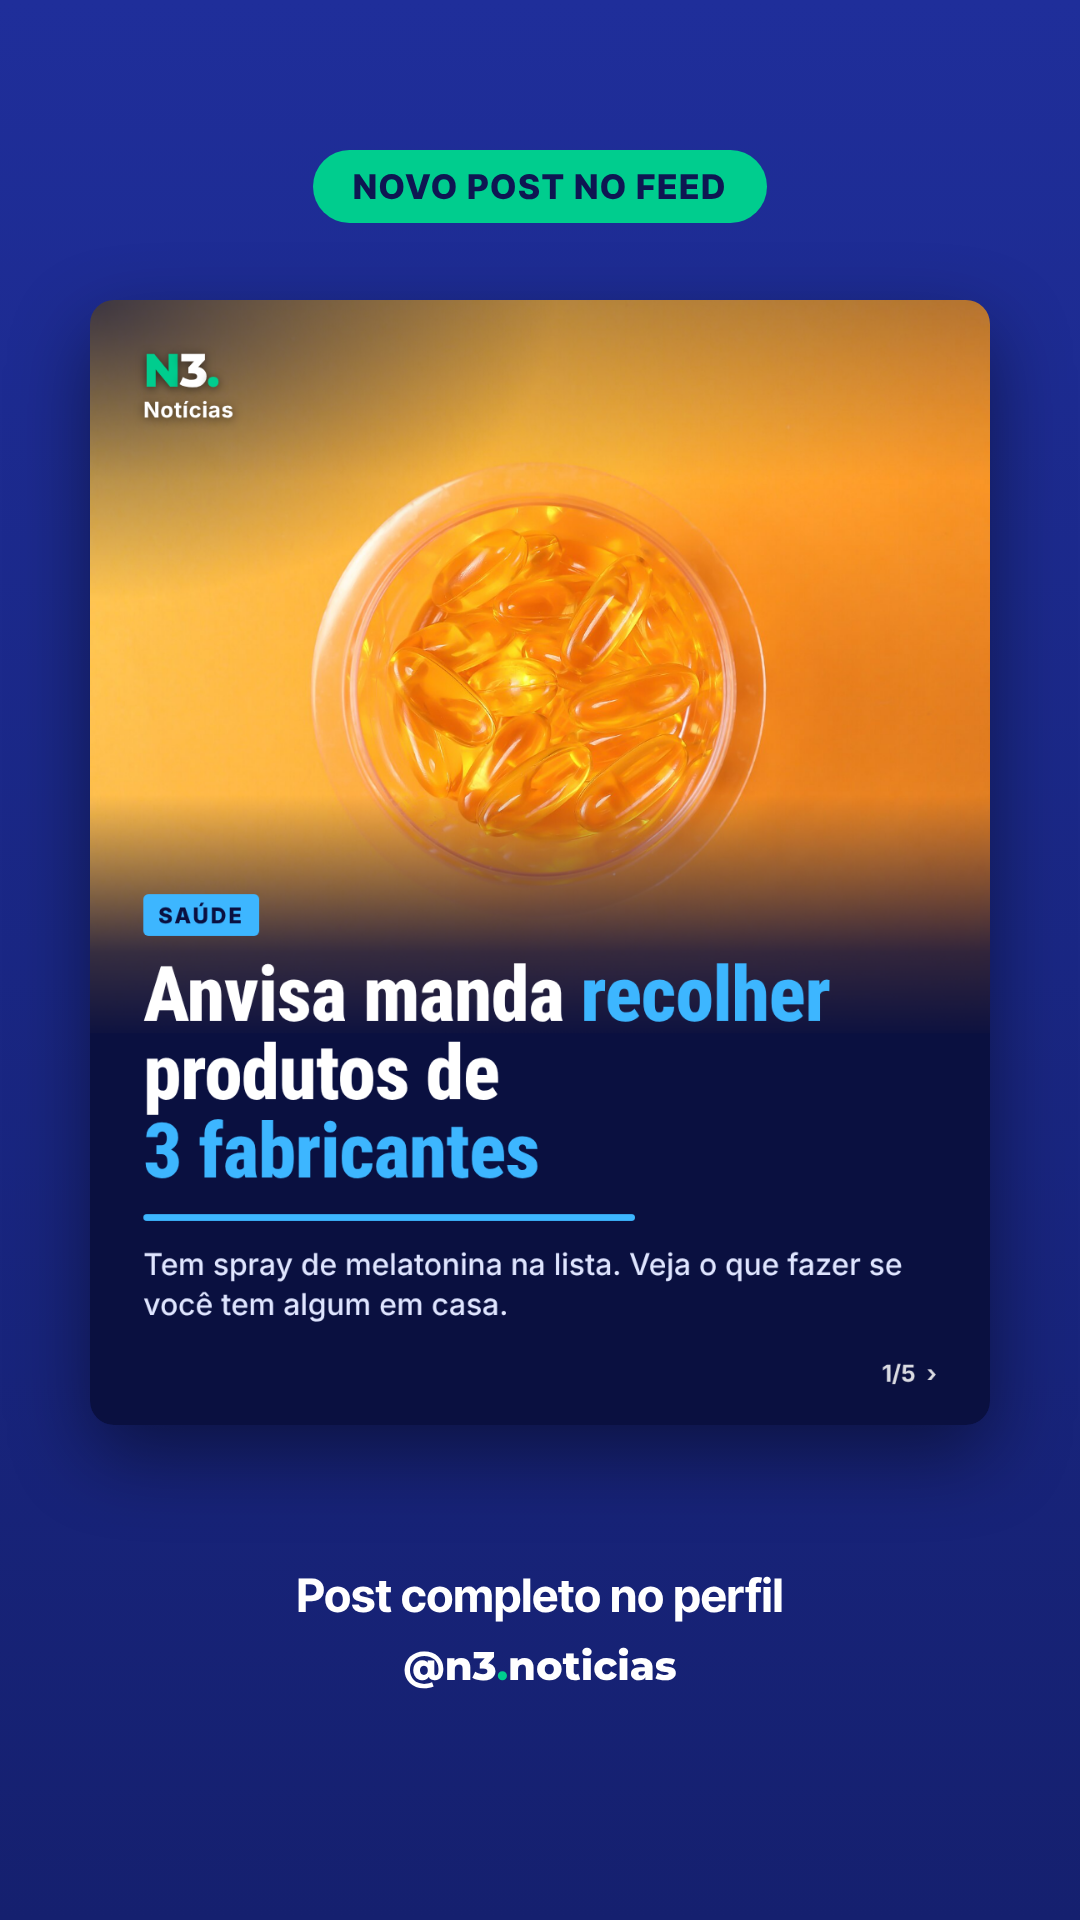 NOVO POST NO FEED
N3.
Notícias
SAÚDE
Anvisa manda recolher
produtos de
3 fabricantes
Tem spray de melatonina na lista. Veja o que fazer se
você tem algum em casa.
1/5 ›
Post completo no perfil
@n3.noticias